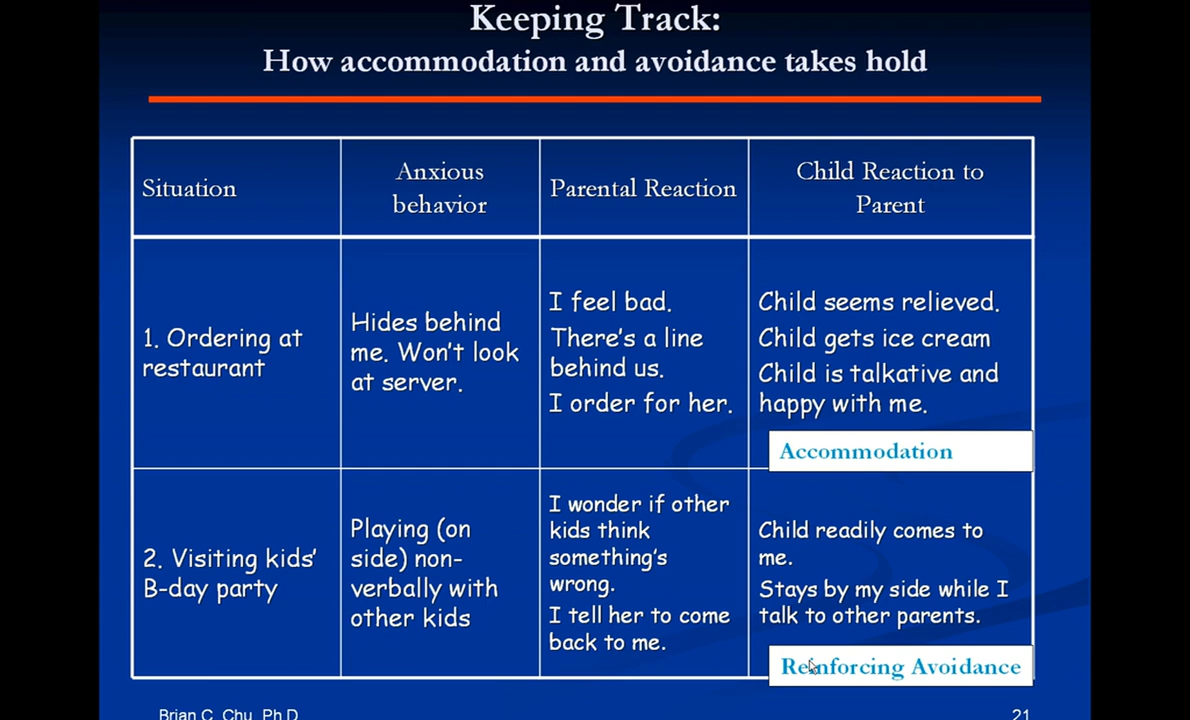 Keeping Track:
How accommodation and avoidance takes hold
Situation
Anxious
behavior
Parental Reaction
Child Reaction to
Parent
1. Ordering at
restaurant
Hides behind
me. Won't look
at server.
I feel bad.
There's a line
behind us.
I order for her.
Child seems relieved.
Child gets ice cream
Child is talkative and
happy with me.
Accommodation
2. Visiting kids'
B-day party
Playing (on
side) non-
verbally with
other kids
I wonder if other
kids think
something's
wrong.
I tell her to come
back to me.
Child readily comes to
me.
Stays by my side while I
talk to other parents.
Reinforcing Avoidance
Brian C. Chu, Ph.D.
21